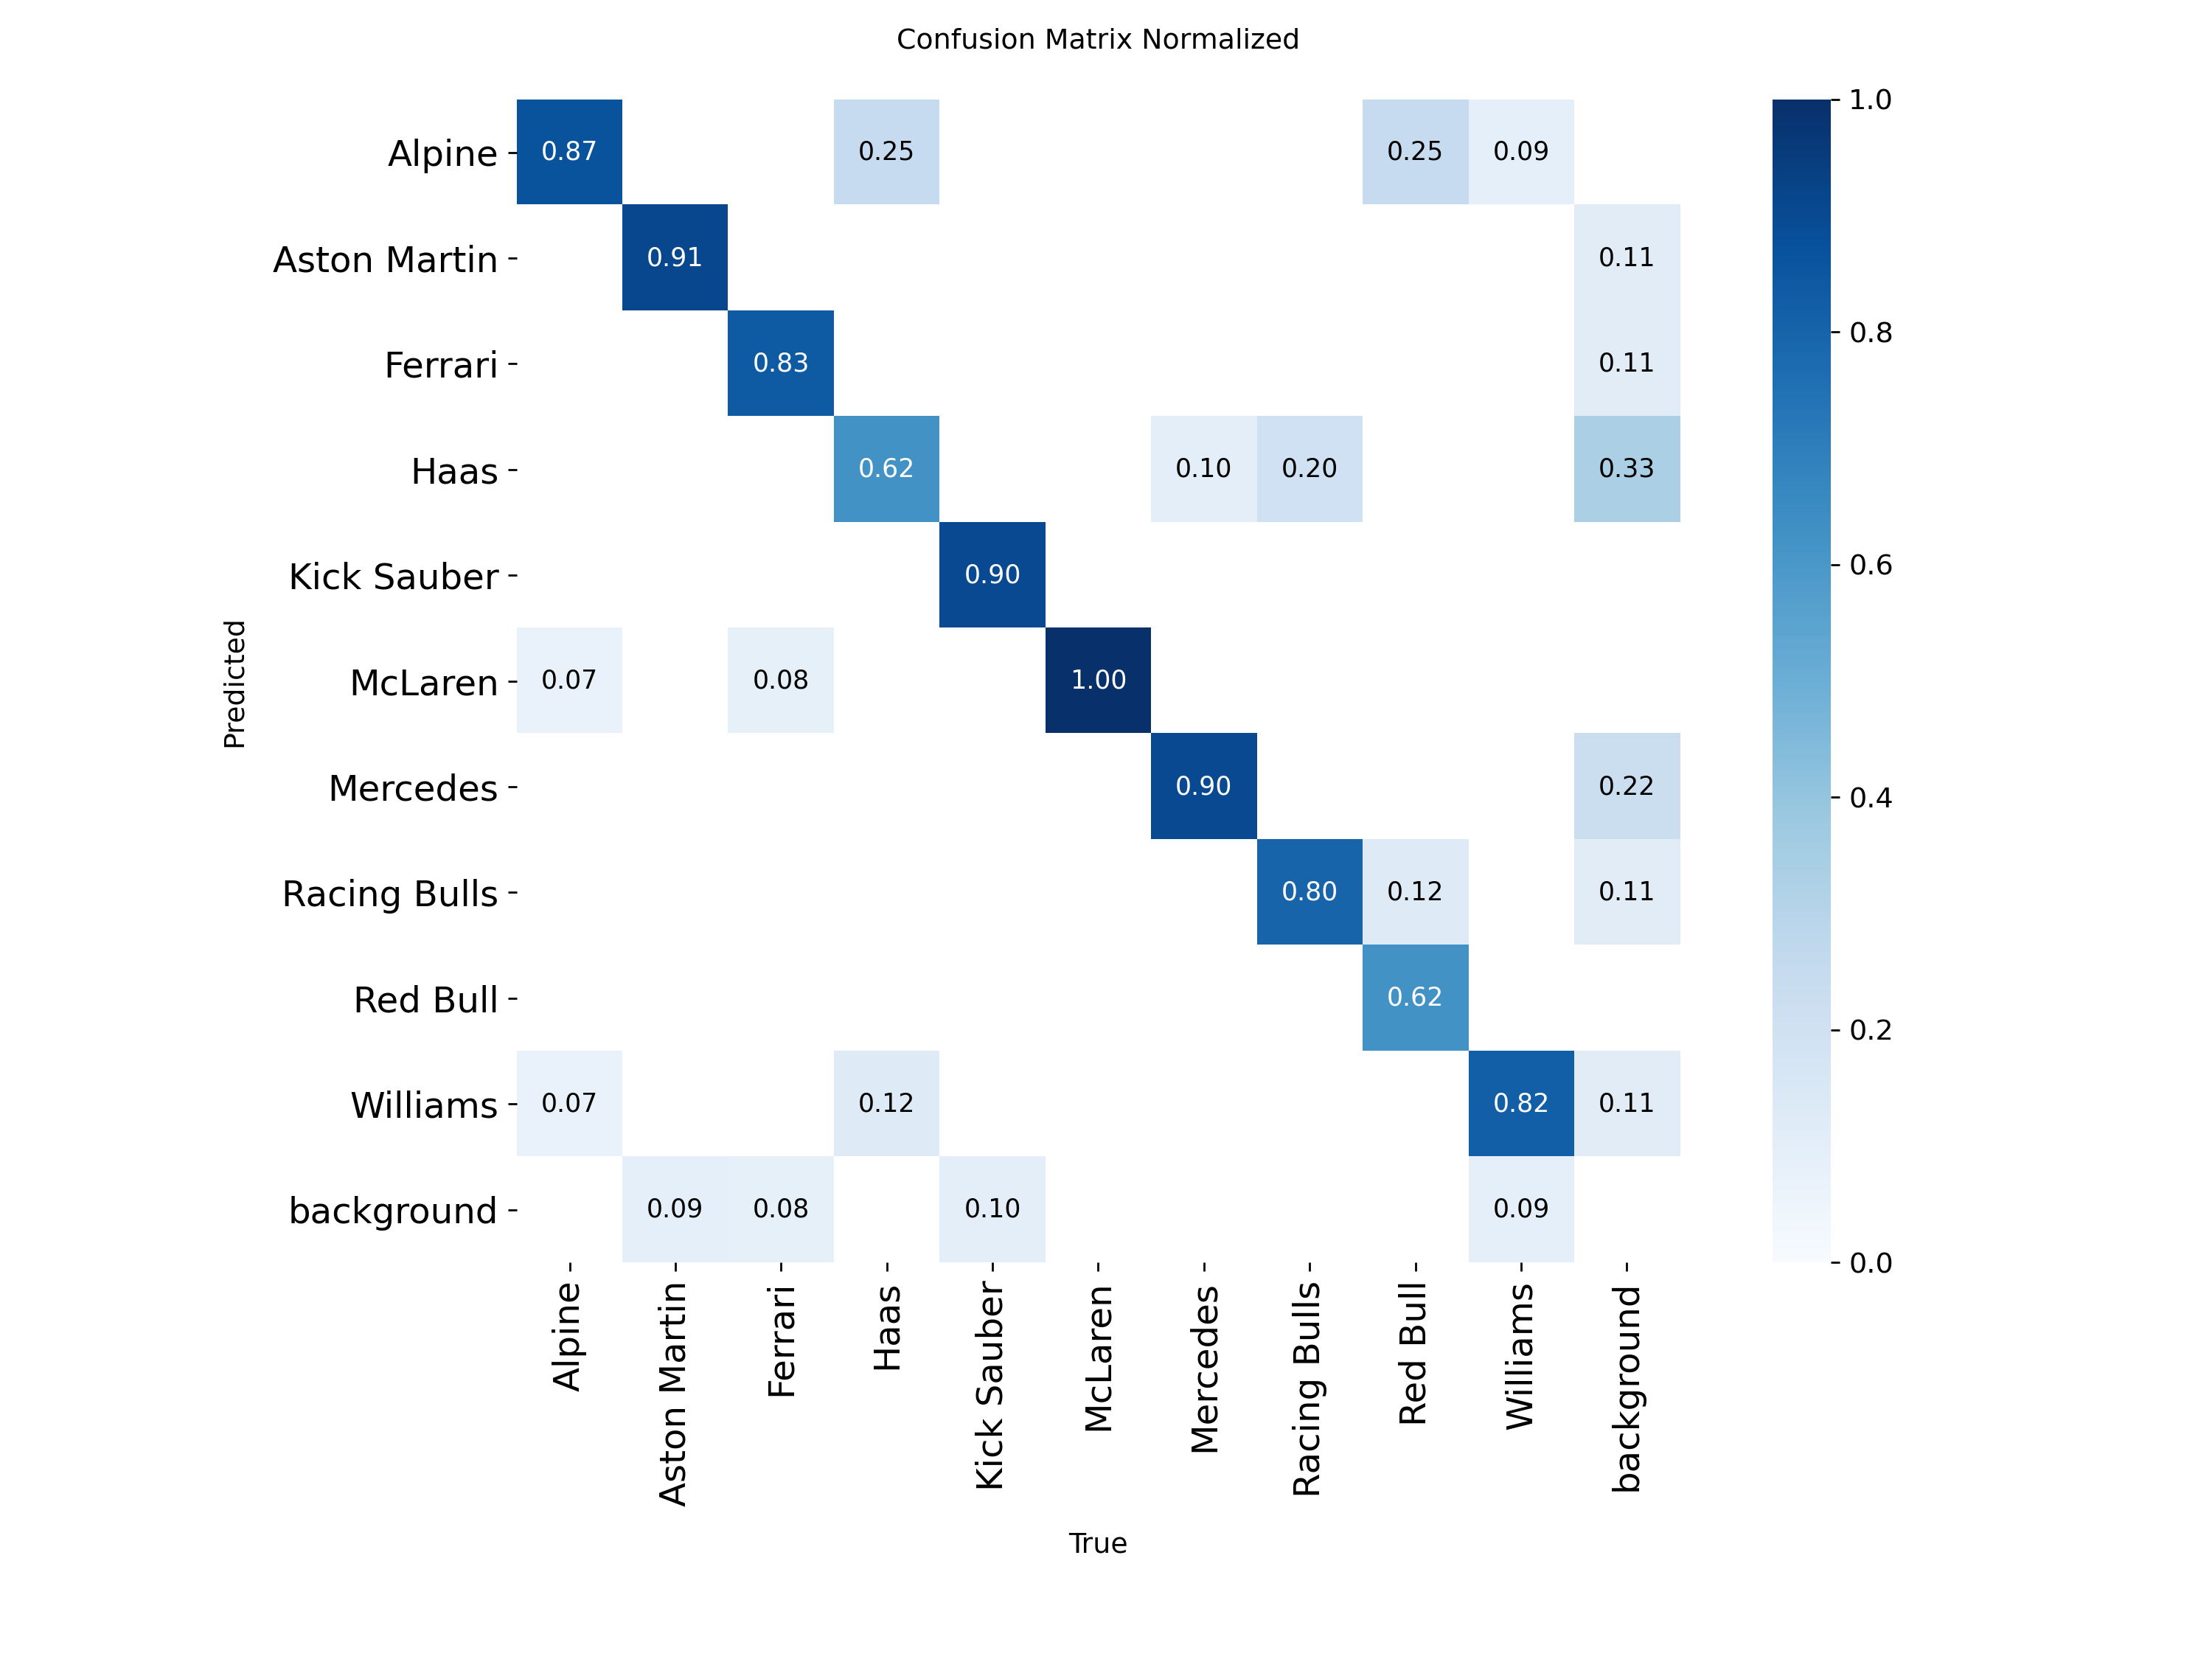 Confusion Matrix Normalized
Predicted
Alpine 0.87 0.25 0.25 0.09
Aston Martin 0.91 0.11
Ferrari 0.83 0.11
Haas 0.62 0.10 0.20 0.33
Kick Sauber 0.90
McLaren 0.07 0.08 1.00
Mercedes 0.90 0.22
Racing Bulls 0.80 0.12 0.11
Red Bull 0.62
Williams 0.07 0.12 0.82 0.11
background 0.09 0.08 0.10 0.09
Alpine Aston Martin Ferrari Haas Kick Sauber McLaren Mercedes Racing Bulls Red Bull Williams background
True
1.0
0.8
0.6
0.4
0.2
0.0